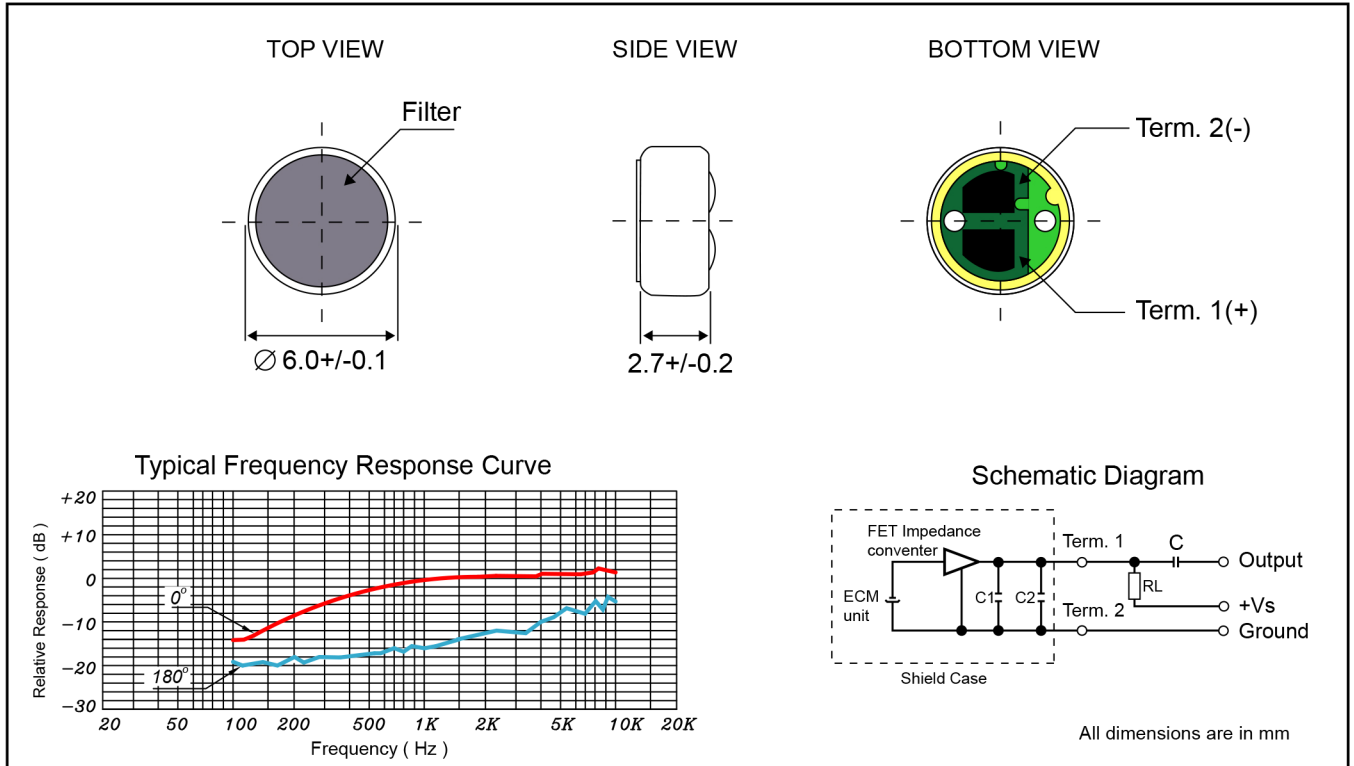 TOP VIEW
SIDE VIEW
BOTTOM VIEW
Filter
Term. 2(-)
Term. 1(+)
∅ 6.0+/-0.1
2.7+/-0.2
Typical Frequency Response Curve
Relative Response ( dB )
+20
+10
0
−10
−20
−30
0°
180°
20 50 100 200 500 1K 2K 5K 10K 20K
Frequency ( Hz )
Schematic Diagram
FET Impedance
conventer
ECM
unit
C1
C2
Term. 1
Term. 2
C
RL
Output
+Vs
Ground
Shield Case
All dimensions are in mm